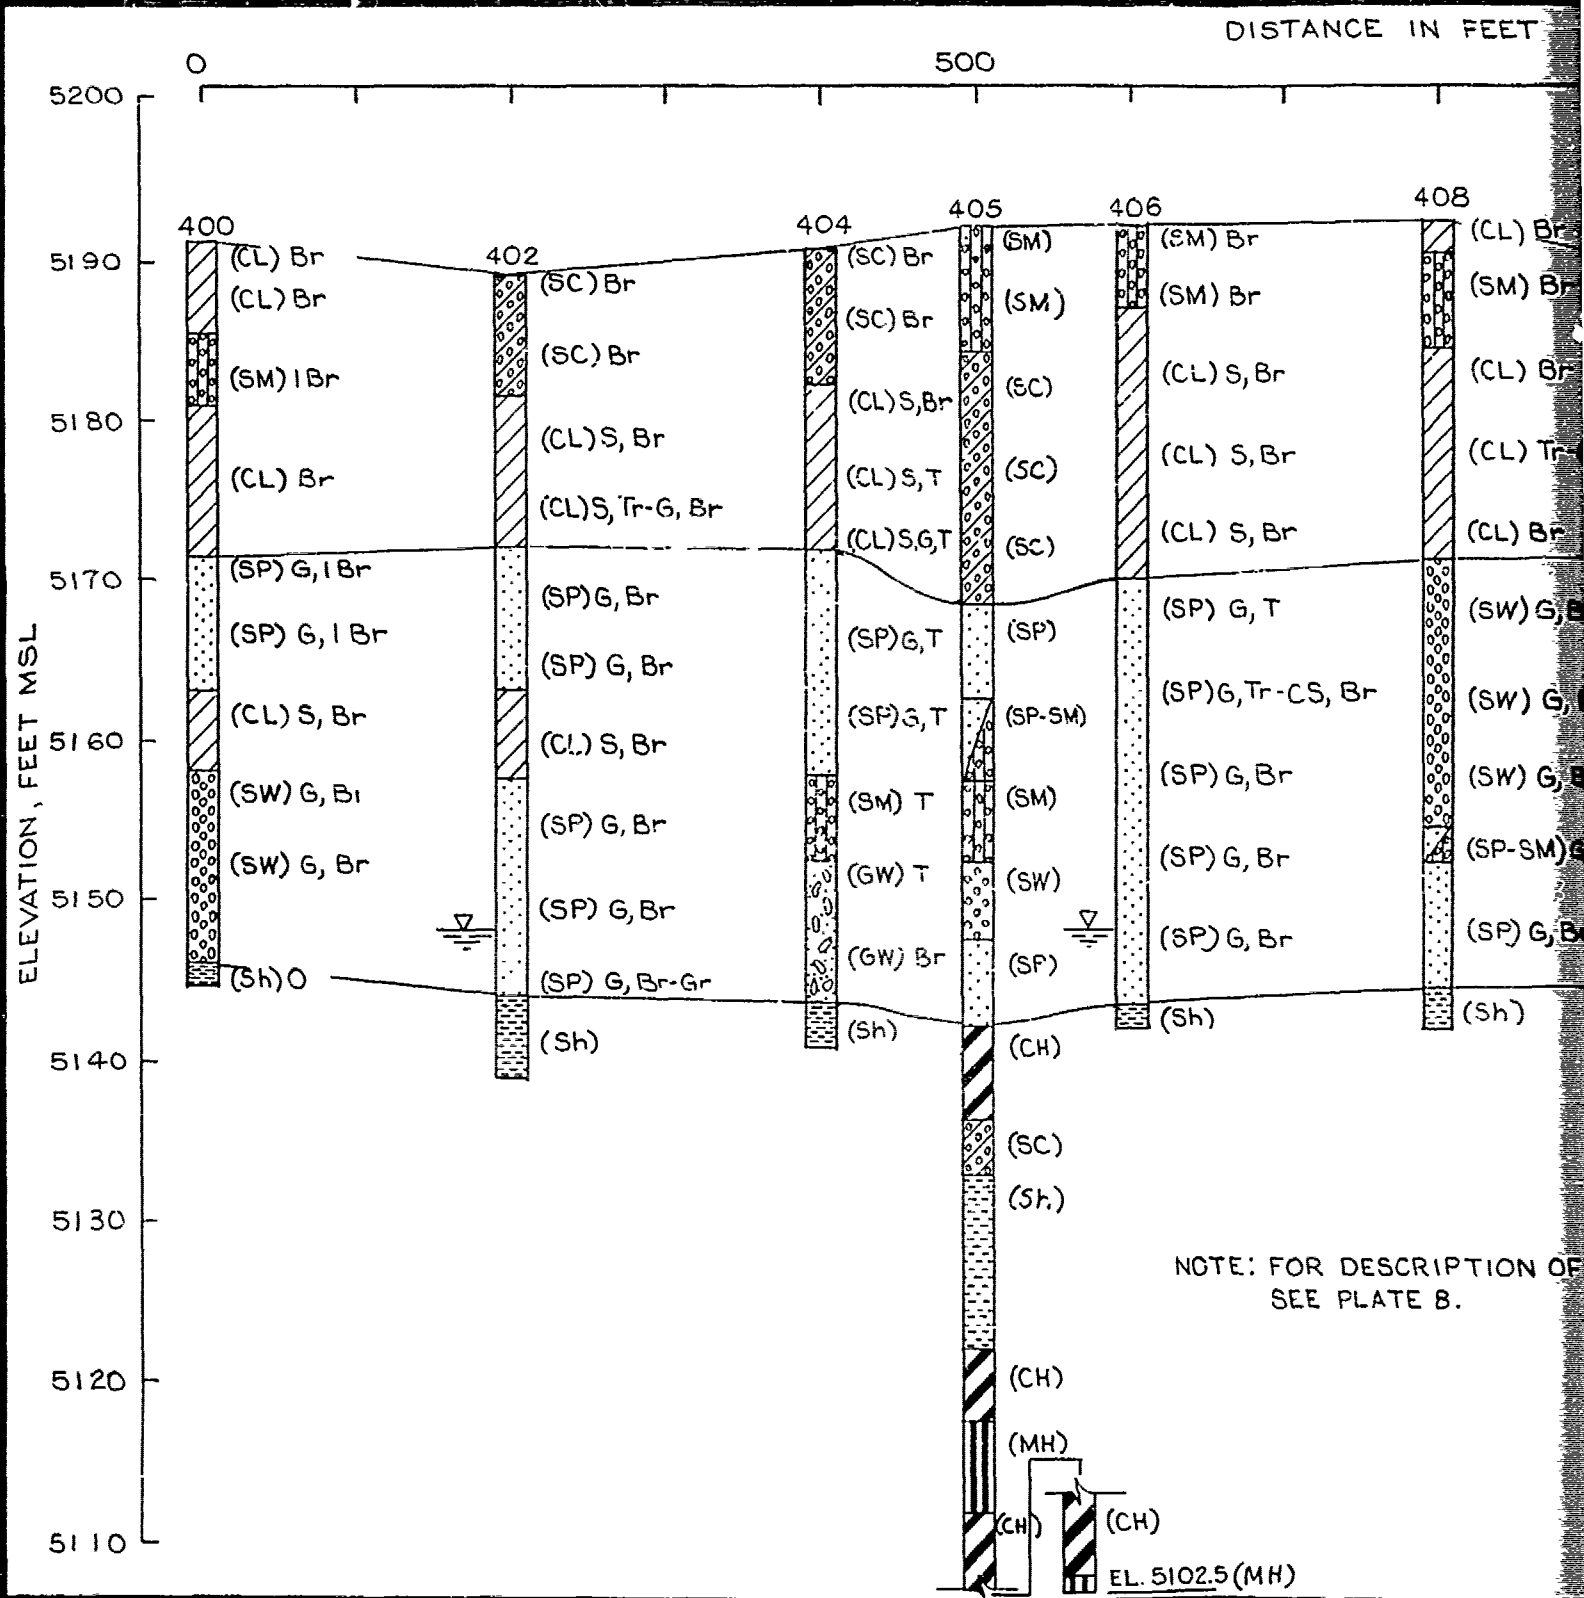 DISTANCE IN FEET
0
500
5200
5190
5180
5170
5160
5150
5140
5130
5120
5110
ELEVATION, FEET MSL
400
(CL) Br
(CL) Br
(SM) l Br
(CL) Br
(SP) G, l Br
(SP) G, l Br
(CL) S, Br
(SW) G, Br
(SW) G, Br
(Sh) O
402
(SC) Br
(SC) Br
(CL) S, Br
(CL) S, Tr-G, Br
(SP) G, Br
(SP) G, Br
(CL) S, Br
(SP) G, Br
(SP) G, Br
(SP) G, Br-Gr
(Sh)
404
(SC) Br
(SC) Br
(CL) S, Br
(CL) S, T
(CL) S, G, T
(SP) G, T
(SP) G, T
(SM) T
(GW) T
(GW) Br
(Sh)
405
(SM)
(SM)
(SC)
(SC)
(SC)
(SP)
(SP-SM)
(SM)
(SW)
(SP)
(CH)
(SC)
(Sh)
(CH)
(MH)
(CH)
(CH)
EL. 5102.5 (MH)
406
(SM) Br
(SM) Br
(CL) S, Br
(CL) S, Br
(CL) S, Br
(SP) G, T
(SP) G, Tr-CS, Br
(SP) G, Br
(SP) G, Br
(SP) G, Br
(Sh)
408
(CL) Br
(SM) Br
(CL) Br
(CL) Tr-
(CL) Br
(SW) G, B
(SW) G,
(SW) G, B
(SP-SM) G
(SP) G, Br
(Sh)
NOTE: FOR DESCRIPTION OF
SEE PLATE 8.